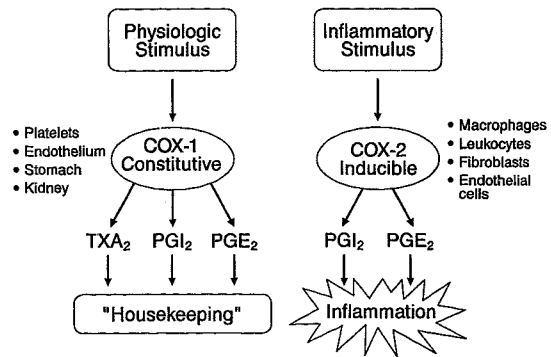 Physiologic
Stimulus
Inflammatory
Stimulus
• Platelets
• Endothelium
• Stomach
• Kidney
COX-1
Constitutive
COX-2
Inducible
• Macrophages
• Leukocytes
• Fibroblasts
• Endothelial
cells
TXA₂ PGI₂ PGE₂
PGI₂ PGE₂
"Housekeeping"
Inflammation